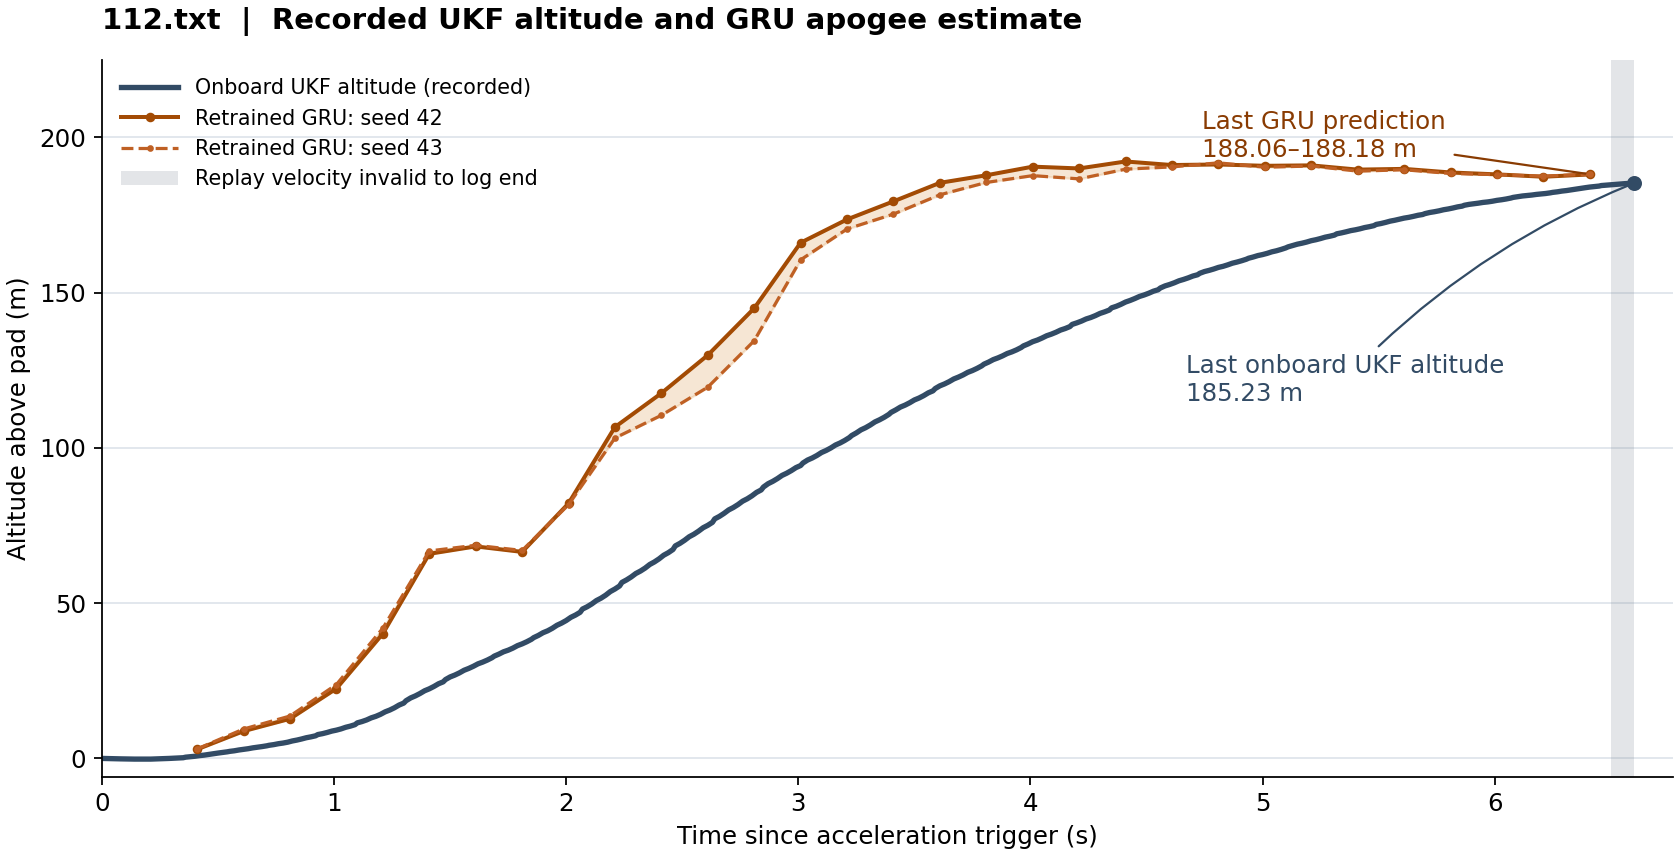 112.txt | Recorded UKF altitude and GRU apogee estimate
Onboard UKF altitude (recorded)
Retrained GRU: seed 42
Retrained GRU: seed 43
Replay velocity invalid to log end
Last GRU prediction
188.06–188.18 m
Last onboard UKF altitude
185.23 m
Altitude above pad (m)
200
150
100
50
0
0 1 2 3 4 5 6
Time since acceleration trigger (s)